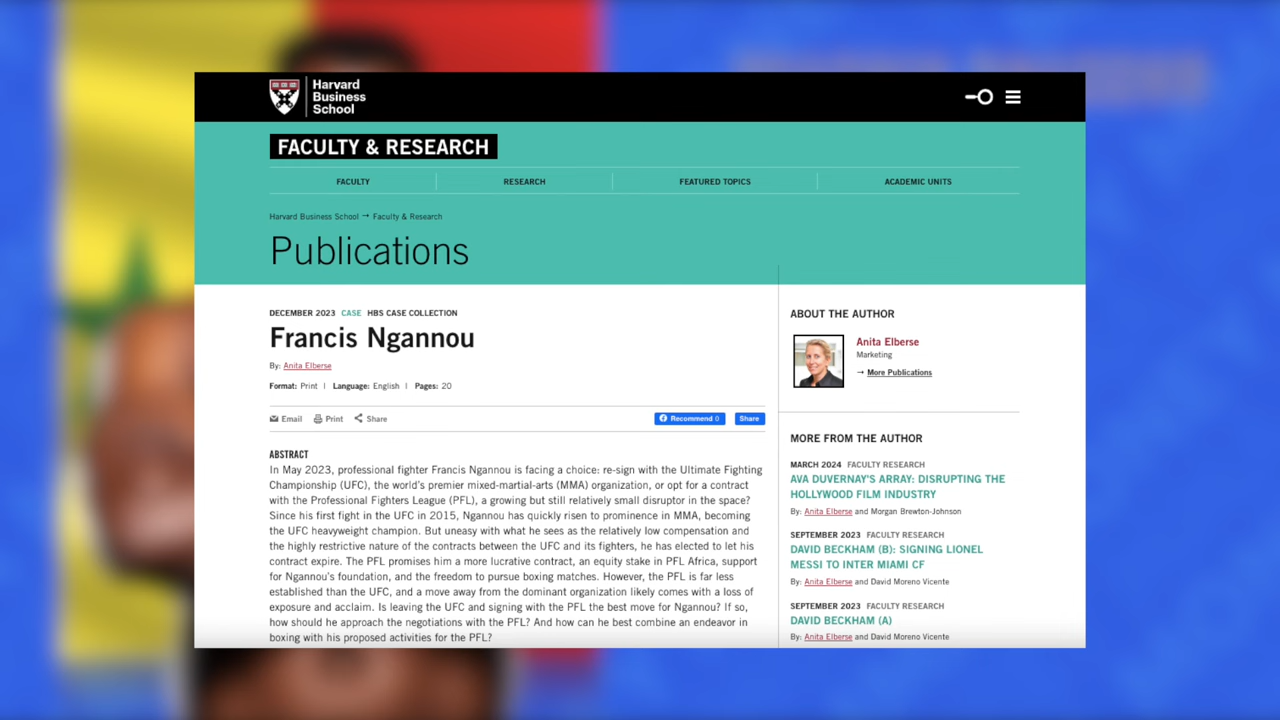 Harvard
Business
School
FACULTY & RESEARCH
FACULTY
RESEARCH
FEATURED TOPICS
ACADEMIC UNITS
Harvard Business School → Faculty & Research
Publications
DECEMBER 2023 CASE HBS CASE COLLECTION
Francis Ngannou
By: Anita Elberse
Format: Print | Language: English | Pages: 20
Email Print Share
Recommend 0 Share
ABSTRACT
In May 2023, professional fighter Francis Ngannou is facing a choice: re-sign with the Ultimate Fighting
Championship (UFC), the world's premier mixed-martial-arts (MMA) organization, or opt for a contract
with the Professional Fighters League (PFL), a growing but still relatively small disruptor in the space?
Since his first fight in the UFC in 2015, Ngannou has quickly risen to prominence in MMA, becoming
the UFC heavyweight champion. But uneasy with what he sees as the relatively low compensation and
the highly restrictive nature of the contracts between the UFC and its fighters, he has elected to let his
contract expire. The PFL promises him a more lucrative contract, an equity stake in PFL Africa, support
for Ngannou's foundation, and the freedom to pursue boxing matches. However, the PFL is far less
established than the UFC, and a move away from the dominant organization likely comes with a loss of
exposure and acclaim. Is leaving the UFC and signing with the PFL the best move for Ngannou? If so,
how should he approach the negotiations with the PFL? And how can he best combine an endeavor in
boxing with his proposed activities for the PFL?
ABOUT THE AUTHOR
Anita Elberse
Marketing
→ More Publications
MORE FROM THE AUTHOR
MARCH 2024 FACULTY RESEARCH
AVA DUVERNAY'S ARRAY: DISRUPTING THE
HOLLYWOOD FILM INDUSTRY
By: Anita Elberse and Morgan Brewton-Johnson
SEPTEMBER 2023 FACULTY RESEARCH
DAVID BECKHAM (B): SIGNING LIONEL
MESSI TO INTER MIAMI CF
By: Anita Elberse and David Moreno Vicente
SEPTEMBER 2023 FACULTY RESEARCH
DAVID BECKHAM (A)
By: Anita Elberse and David Moreno Vicente